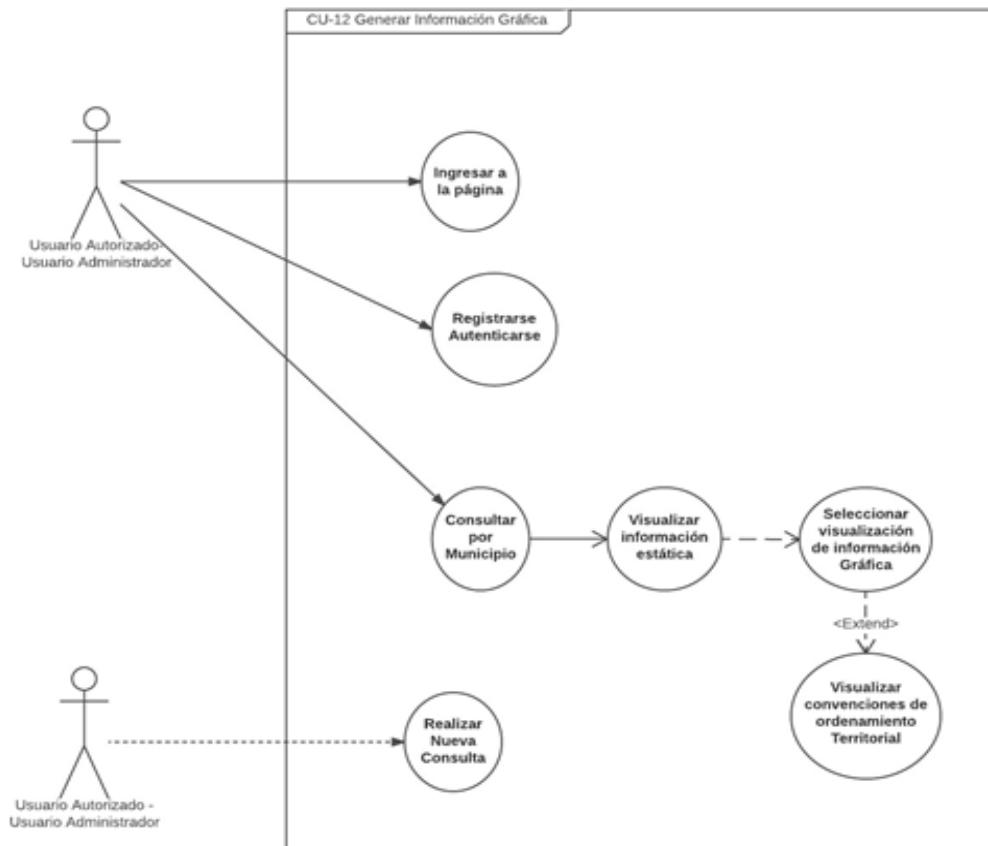 CU-12 Generar Información Gráfica
Ingresar a
la página
Usuario Autorizado-
Usuario Administrador
Registrarse
Autenticarse
Consultar
por
Municipio
Visualizar
información
estática
Seleccionar
visualización
de información
Gráfica
<Extend>
Visualizar
convenciones de
ordenamiento
Territorial
Realizar
Nueva
Consulta
Usuario Autorizado -
Usuario Administrador